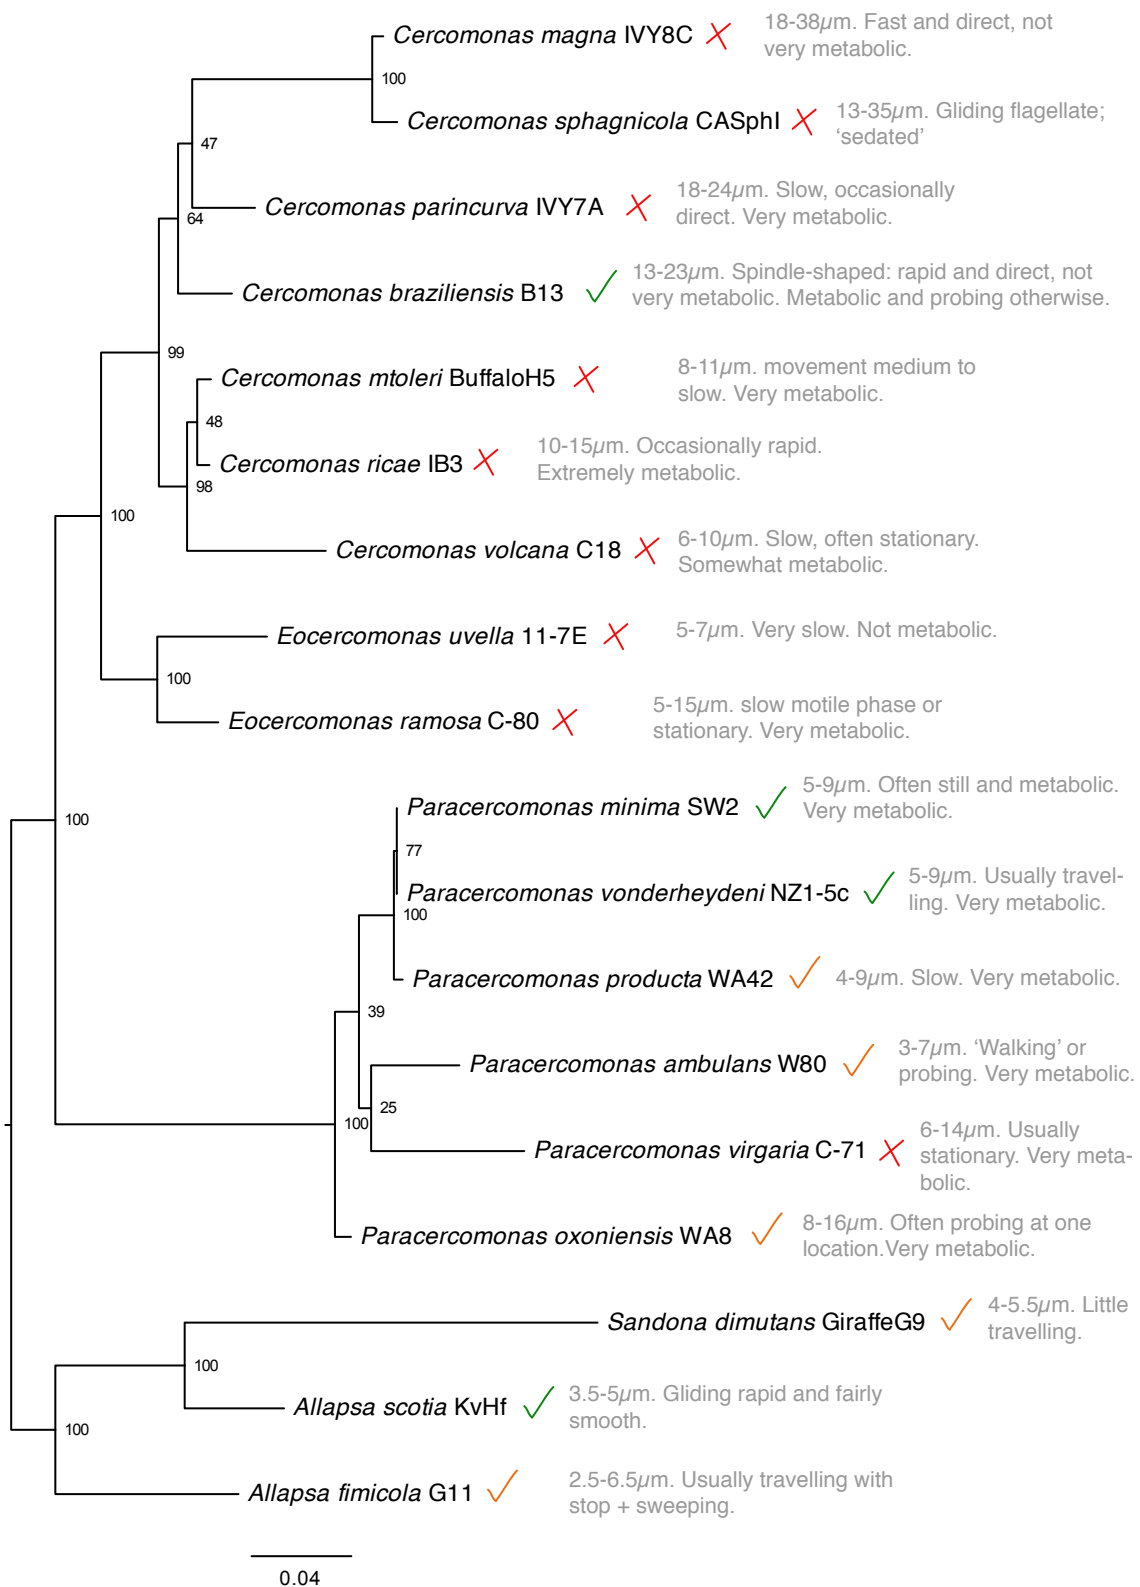 Cercomonas magna IVY8C
18-38µm. Fast and direct, not
very metabolic.
100
Cercomonas sphagnicola CASphI
13-35µm. Gliding flagellate;
‘sedated’
47
Cercomonas parincurva IVY7A
18-24µm. Slow, occasionally
direct. Very metabolic.
64
Cercomonas braziliensis B13
13-23µm. Spindle-shaped: rapid and direct, not
very metabolic. Metabolic and probing otherwise.
99
Cercomonas mtoleri BuffaloH5
8-11µm. movement medium to
slow. Very metabolic.
48
Cercomonas ricae IB3
10-15µm. Occasionally rapid.
Extremely metabolic.
98
100
Cercomonas volcana C18
6-10µm. Slow, often stationary.
Somewhat metabolic.
Eocercomonas uvella 11-7E
5-7µm. Very slow. Not metabolic.
100
Eocercomonas ramosa C-80
5-15µm. slow motile phase or
stationary. Very metabolic.
100
Paracercomonas minima SW2
5-9µm. Often still and metabolic.
Very metabolic.
77
Paracercomonas vonderheydeni NZ1-5c
5-9µm. Usually travel-
ling. Very metabolic.
100
Paracercomonas producta WA42
4-9µm. Slow. Very metabolic.
39
Paracercomonas ambulans W80
3-7µm. ‘Walking’ or
probing. Very metabolic.
25
100
Paracercomonas virgaria C-71
6-14µm. Usually
stationary. Very meta-
bolic.
Paracercomonas oxoniensis WA8
8-16µm. Often probing at one
location.Very metabolic.
Sandona dimutans GiraffeG9
4-5.5µm. Little
travelling.
100
Allapsa scotia KvHf
3.5-5µm. Gliding rapid and fairly
smooth.
100
Allapsa fimicola G11
2.5-6.5µm. Usually travelling with
stop + sweeping.
0.04